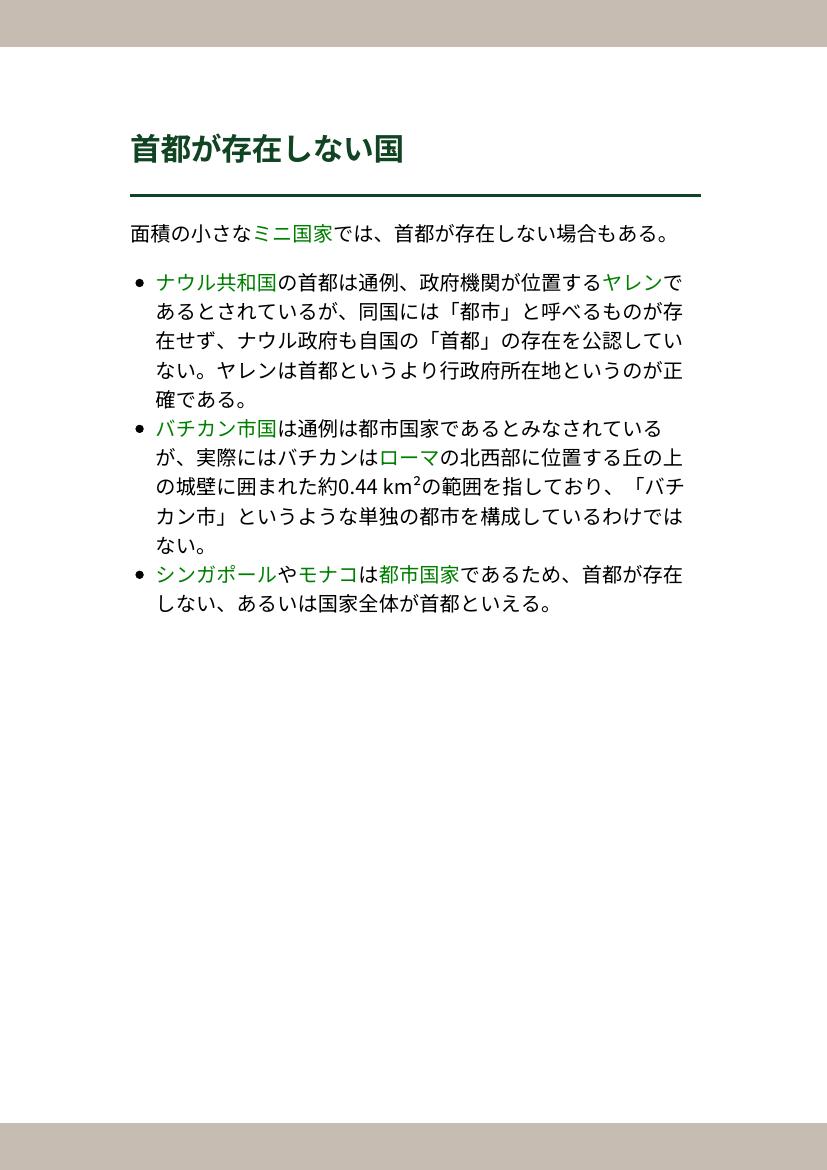 首都が存在しない国
面積の小さなミニ国家では、首都が存在しない場合もある。
• ナウル共和国の首都は通例、政府機関が位置するヤレンで
あるとされているが、同国には「都市」と呼べるものが存
在せず、ナウル政府も自国の「首都」の存在を公認してい
ない。ヤレンは首都というより行政府所在地というのが正
確である。
• バチカン市国は通例は都市国家であるとみなされている
が、実際にはバチカンはローマの北西部に位置する丘の上
の城壁に囲まれた約0.44 km²の範囲を指しており、「バチ
カン市」というような単独の都市を構成しているわけでは
ない。
• シンガポールやモナコは都市国家であるため、首都が存在
しない、あるいは国家全体が首都といえる。